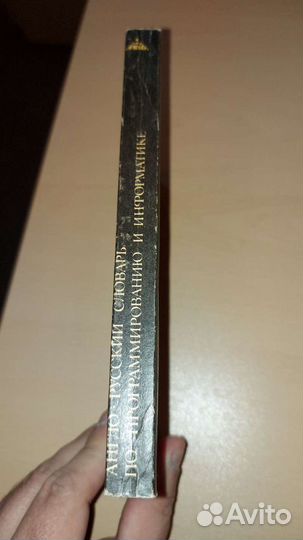 АНГЛО-РУССКИЙ СЛОВАРЬ
ПО ПРОГРАММИРОВАНИЮ И ИНФОРМАТИКЕ
Avito